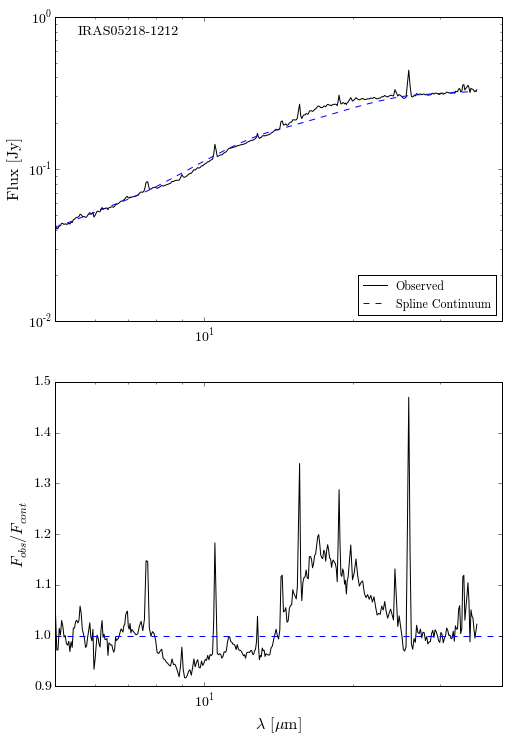 IRAS05218-1212
Flux [Jy]
10^0
10^-1
10^-2
10^1
Observed
Spline Continuum
F_obs/F_cont
1.5
1.4
1.3
1.2
1.1
1.0
0.9
10^1
λ [μm]